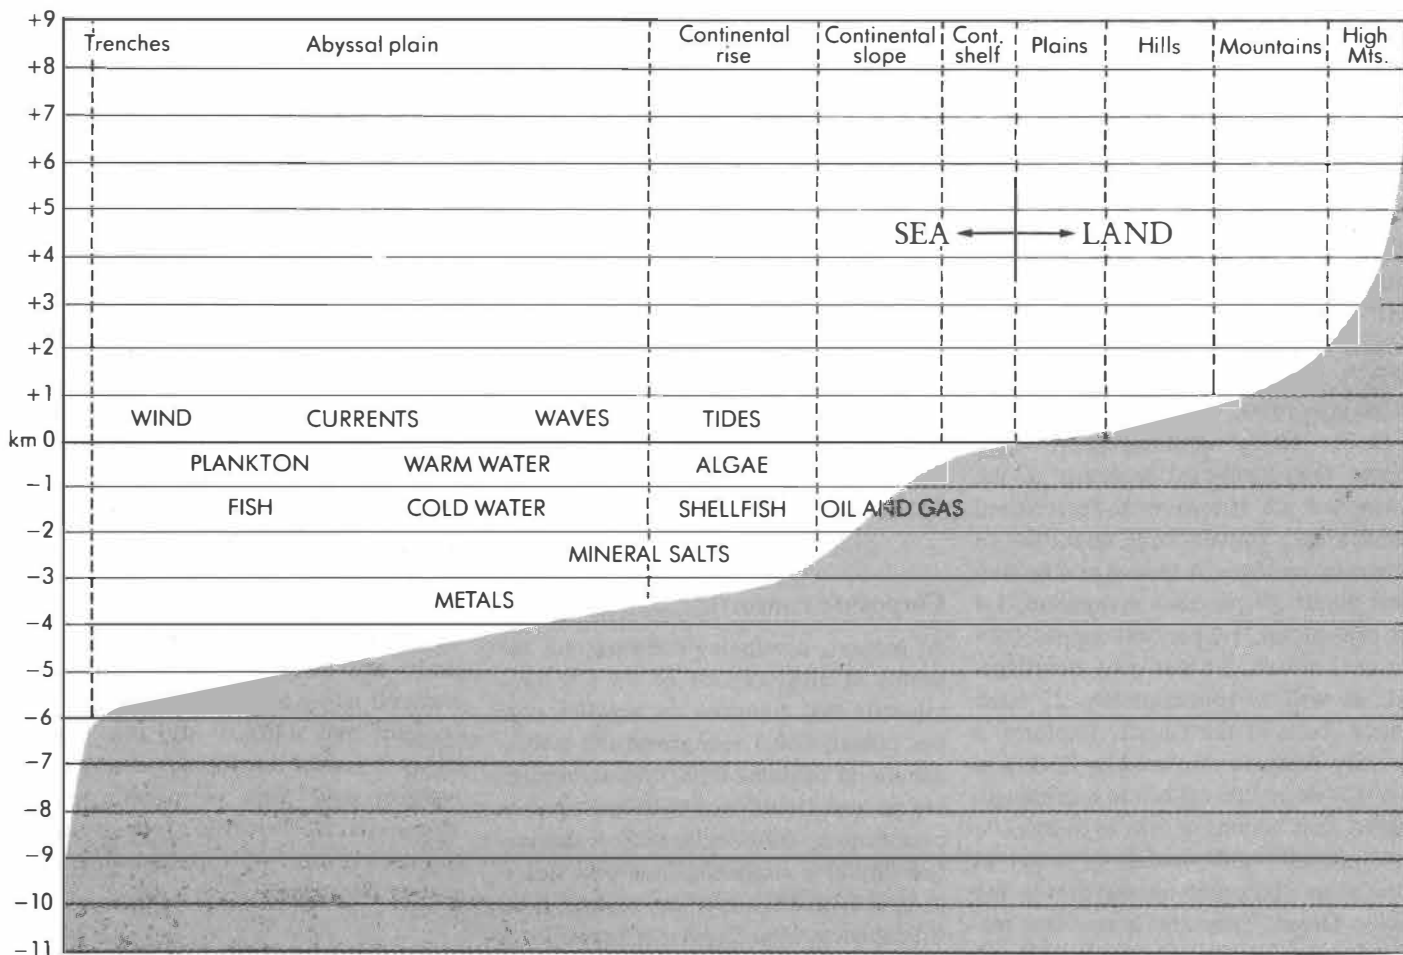 +9
Trenches Abyssal plain Continental rise Continental slope Cont. shelf Plains Hills Mountains High Mts.
+8
+7
+6
+5
SEA LAND
+4
+3
+2
+1
WIND CURRENTS WAVES TIDES
km 0
PLANKTON WARM WATER ALGAE
-1
FISH COLD WATER SHELLFISH OIL AND GAS
-2
MINERAL SALTS
-3
METALS
-4
-5
-6
-7
-8
-9
-10
-11